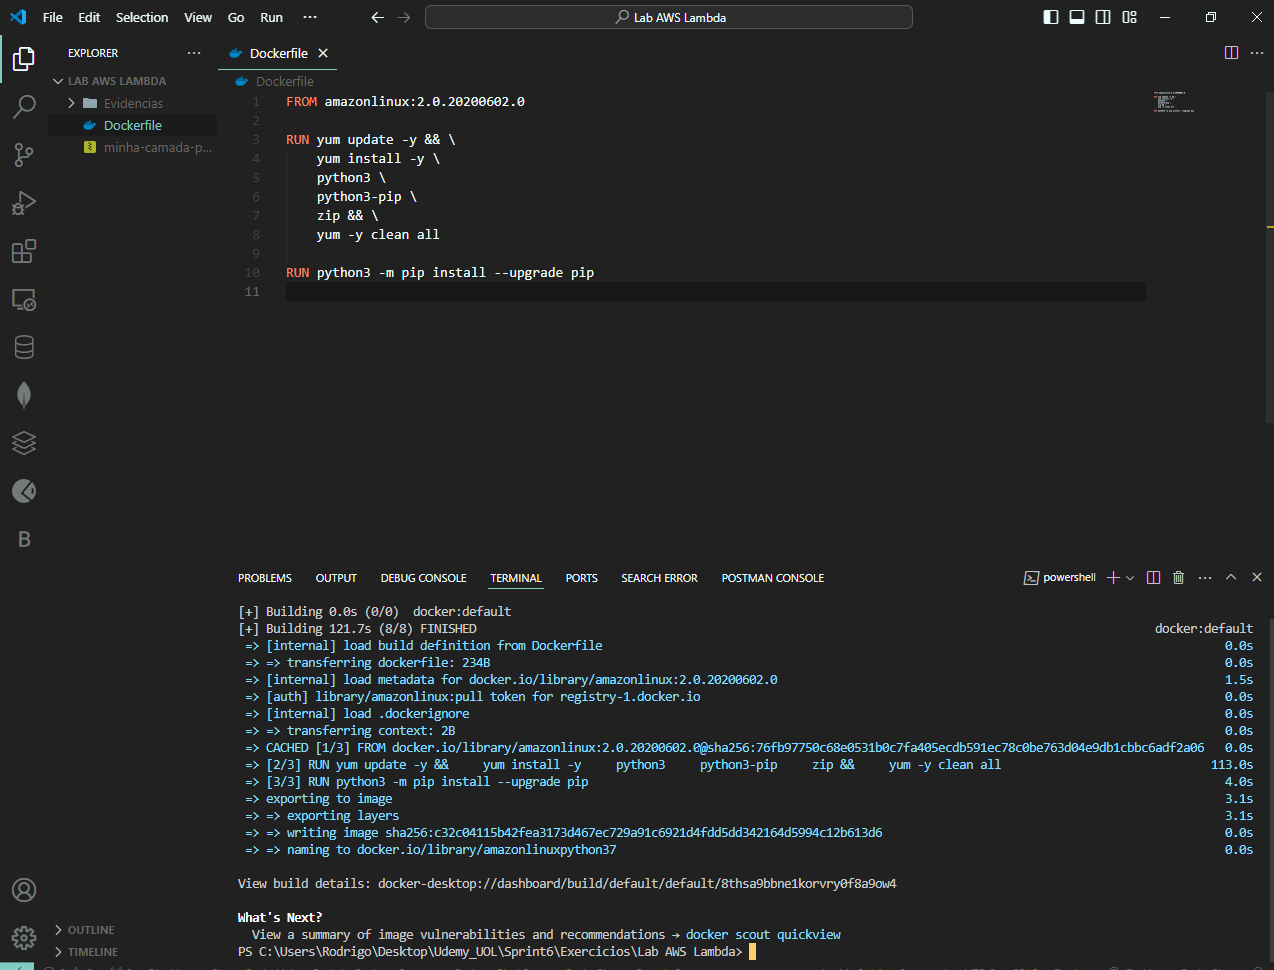 File Edit Selection View Go Run ···
Lab AWS Lambda
EXPLORER
LAB AWS LAMBDA
Evidencias
Dockerfile
minha-camada-p...
Dockerfile
Dockerfile
1 FROM amazonlinux:2.0.20200602.0
2
3 RUN yum update -y && \
4 yum install -y \
5 python3 \
6 python3-pip \
7 zip && \
8 yum -y clean all
9
10 RUN python3 -m pip install --upgrade pip
11
B
PROBLEMS OUTPUT DEBUG CONSOLE TERMINAL PORTS SEARCH ERROR POSTMAN CONSOLE
powershell
[+] Building 0.0s (0/0) docker:default
[+] Building 121.7s (8/8) FINISHED docker:default
=> [internal] load build definition from Dockerfile 0.0s
=> => transferring dockerfile: 234B 0.0s
=> [internal] load metadata for docker.io/library/amazonlinux:2.0.20200602.0 1.5s
=> [auth] library/amazonlinux:pull token for registry-1.docker.io 0.0s
=> [internal] load .dockerignore 0.0s
=> => transferring context: 2B 0.0s
=> CACHED [1/3] FROM docker.io/library/amazonlinux:2.0.20200602.0@sha256:76fb97750c68e0531b0c7fa405ecdb591ec78c0be763d04e9db1cbbc6adf2a06 0.0s
=> [2/3] RUN yum update -y && yum install -y python3 python3-pip zip && yum -y clean all 113.0s
=> [3/3] RUN python3 -m pip install --upgrade pip 4.0s
=> exporting to image 3.1s
=> => exporting layers 3.1s
=> => writing image sha256:c32c04115b42fea3173d467ec729a91c6921d4fdd5dd342164d5994c12b613d6 0.0s
=> => naming to docker.io/library/amazonlinuxpython37 0.0s
View build details: docker-desktop://dashboard/build/default/default/8thsa9bbne1korvry0f8a9ow4
What's Next?
View a summary of image vulnerabilities and recommendations → docker scout quickview
PS C:\Users\Rodrigo\Desktop\Udemy_UOL\Sprint6\Exercicios\Lab AWS Lambda>
OUTLINE
TIMELINE